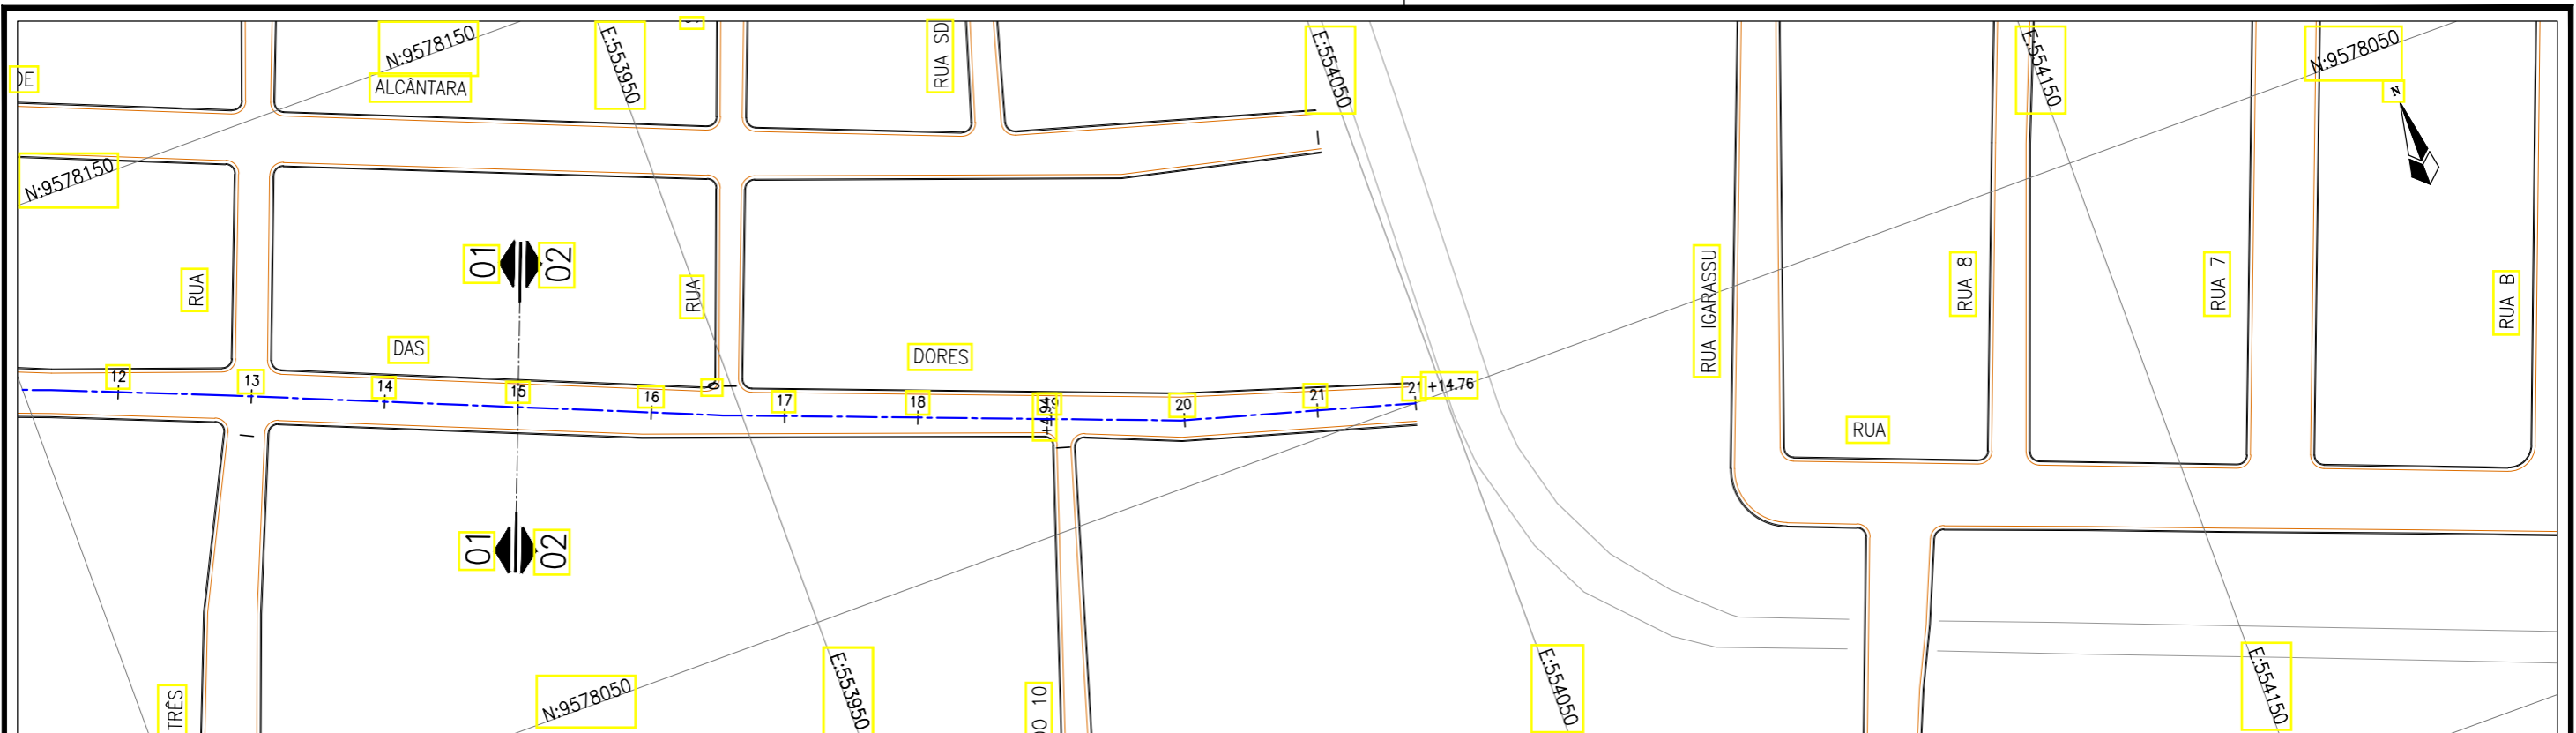 N:9578150
ALCÂNTARA
E:553950
RUA SD
E:554050
E:554150
N:9578050
N
DE
N:9578150
RUA
01
02
RUA
RUA IGARASSU
RUA 8
RUA 7
RUA B
DAS
DORES
12
13
14
15
16
17
18
20
21
21
+14.76
RUA
01
02
TRÊS
N:9578050
E:553950
10
E:554050
E:554150